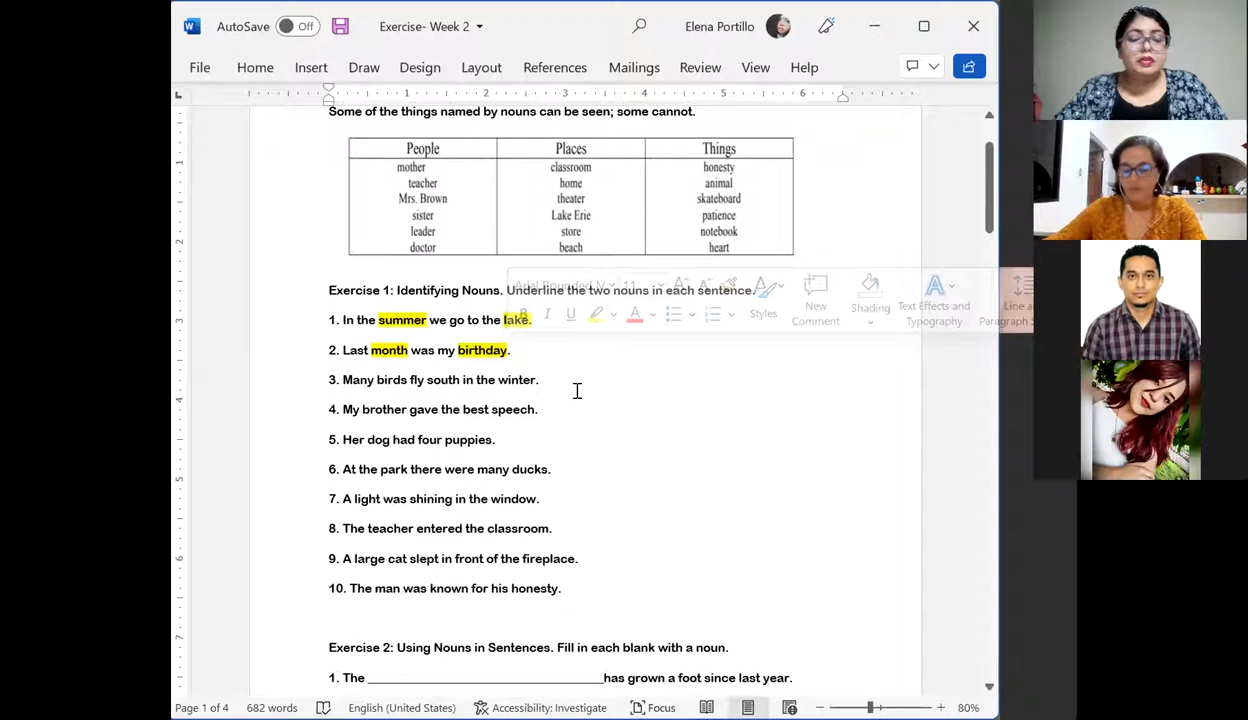 AutoSave Off Exercise- Week 2 Elena Portillo
File Home Insert Draw Design Layout References Mailings Review View Help
1 2 3 4 5 6
Some of the things named by nouns can be seen; some cannot.
People Places Things
mother classroom honesty
teacher home animal
Mrs. Brown theater skateboard
sister Lake Erie patience
leader store notebook
doctor beach heart
Exercise 1: Identifying Nouns. Underline the two nouns in each sentence.
New Comment
Styles
Shading
Text Effects and Typography
Line a
Paragraph S
1. In the summer we go to the lake.
2. Last month was my birthday.
3. Many birds fly south in the winter.
4. My brother gave the best speech.
5. Her dog had four puppies.
6. At the park there were many ducks.
7. A light was shining in the window.
8. The teacher entered the classroom.
9. A large cat slept in front of the fireplace.
10. The man was known for his honesty.
Exercise 2: Using Nouns in Sentences. Fill in each blank with a noun.
1. The ______________________________has grown a foot since last year.
Page 1 of 4 682 words English (United States) Accessibility: Investigate Focus 80%